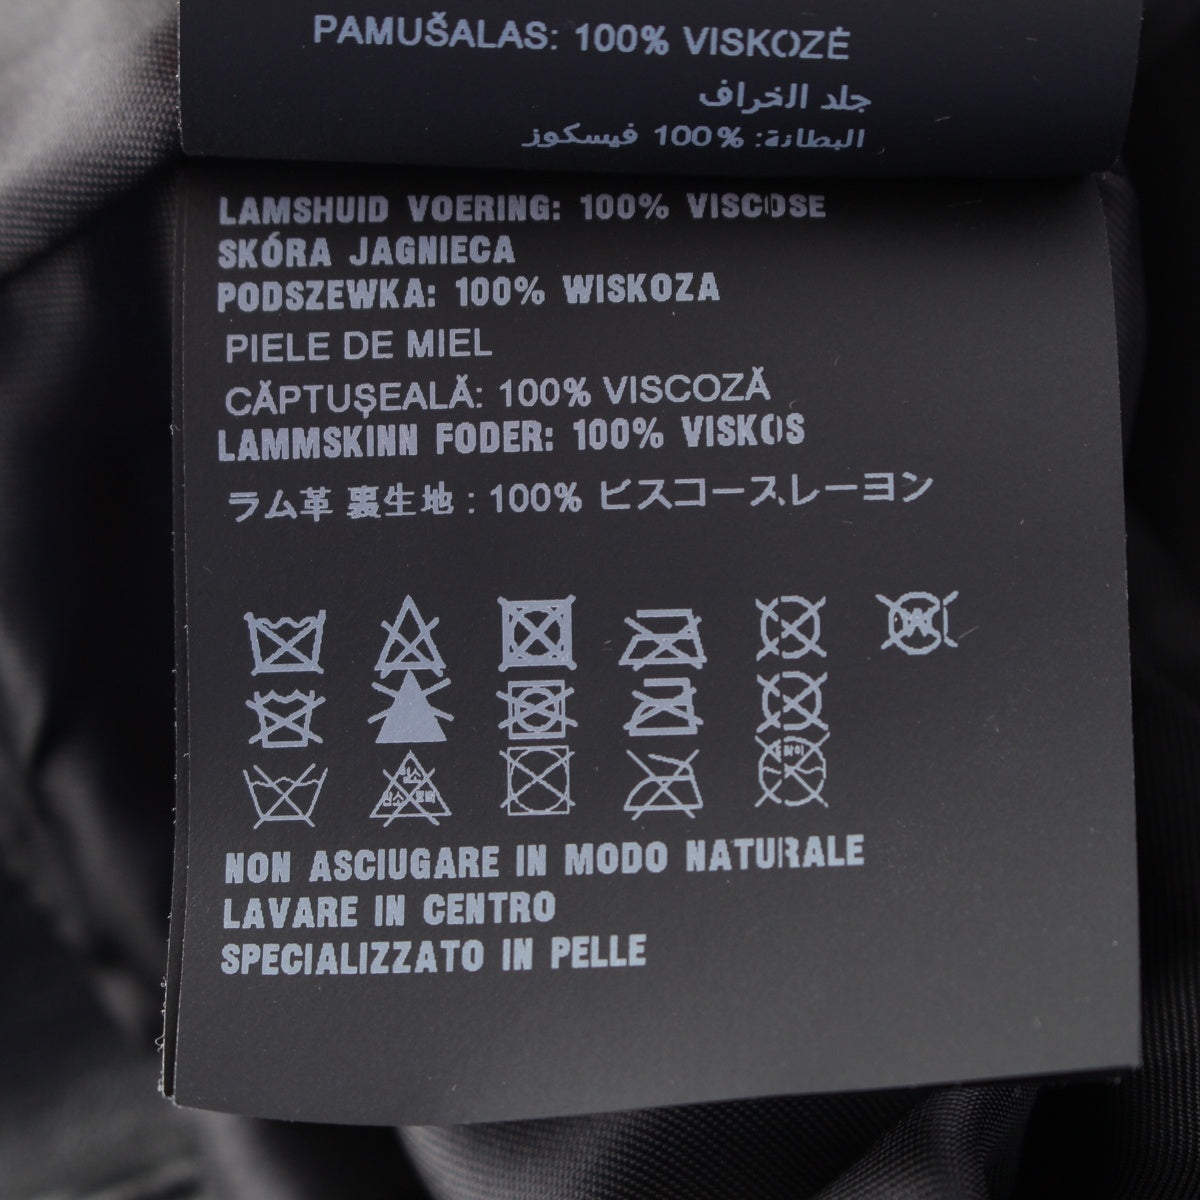 PAMUŠALAS: 100% VISKOZĖ
جلد الخراف
البطانة: 100% فيسكوز
LAMSHUID VOERING: 100% VISCOSE
SKÓRA JAGNIECA
PODSZEWKA: 100% WISKOZA
PIELE DE MIEL
CĂPTUȘEALĂ: 100% VISCOZĂ
LAMMSKINN FODER: 100% VISKOS
ラム革 裏生地 : 100% ビスコースレーヨン
NON ASCIUGARE IN MODO NATURALE
LAVARE IN CENTRO
SPECIALIZZATO IN PELLE